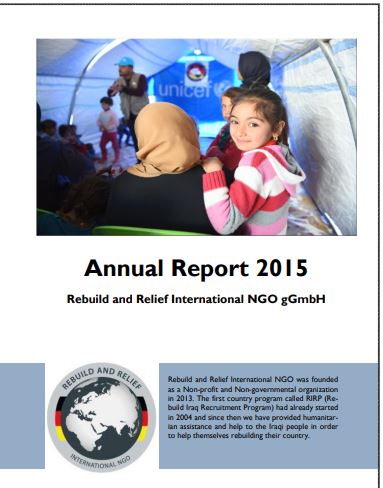 unicef
Annual Report 2015
Rebuild and Relief International NGO gGmbH
REBUILD AND RELIEF
INTERNATIONAL NGO
Rebuild and Relief International NGO was founded
as a Non-profit and Non-governmental organization
in 2013. The first country program called RIRP (Re-
build Iraq Recruitment Program) had already started
in 2004 and since then we have provided humanitar-
ian assistance and help to the Iraqi people in order
to help themselves rebuilding their country.